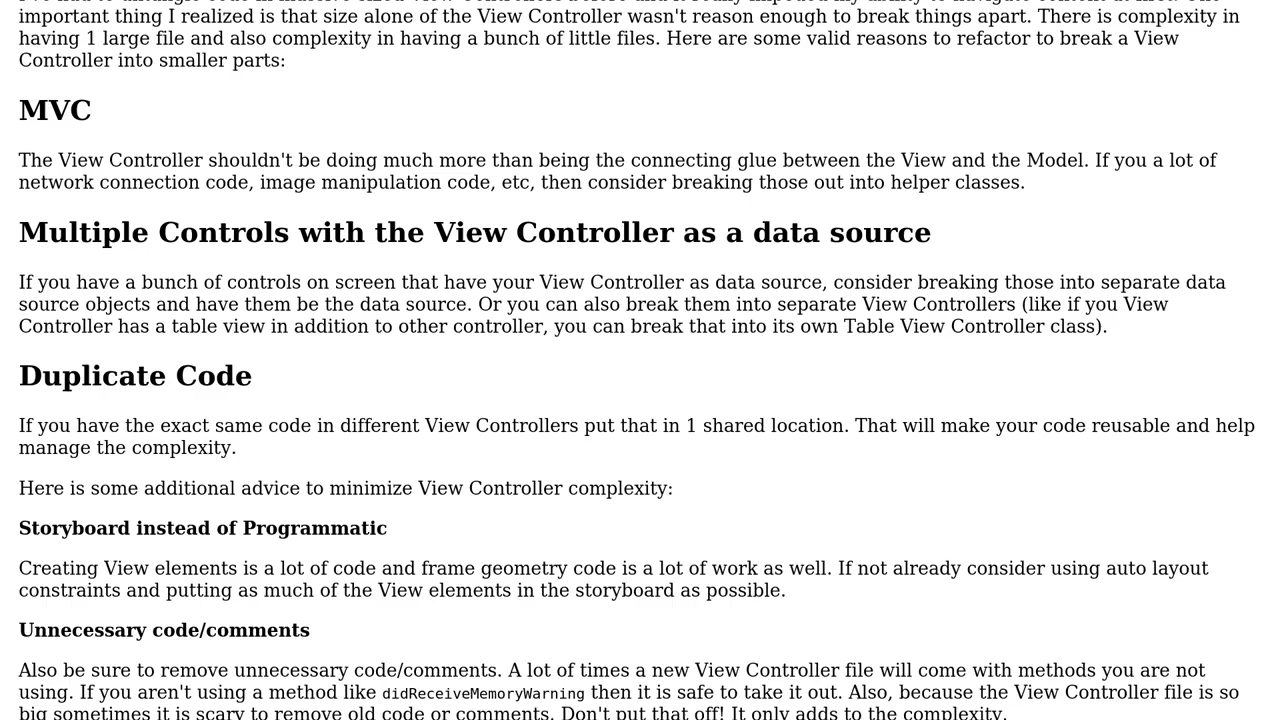 important thing I realized is that size alone of the View Controller wasn't reason enough to break things apart. There is complexity in
having 1 large file and also complexity in having a bunch of little files. Here are some valid reasons to refactor to break a View
Controller into smaller parts:
MVC
The View Controller shouldn't be doing much more than being the connecting glue between the View and the Model. If you a lot of
network connection code, image manipulation code, etc, then consider breaking those out into helper classes.
Multiple Controls with the View Controller as a data source
If you have a bunch of controls on screen that have your View Controller as data source, consider breaking those into separate data
source objects and have them be the data source. Or you can also break them into separate View Controllers (like if you View
Controller has a table view in addition to other controller, you can break that into its own Table View Controller class).
Duplicate Code
If you have the exact same code in different View Controllers put that in 1 shared location. That will make your code reusable and help
manage the complexity.
Here is some additional advice to minimize View Controller complexity:
Storyboard instead of Programmatic
Creating View elements is a lot of code and frame geometry code is a lot of work as well. If not already consider using auto layout
constraints and putting as much of the View elements in the storyboard as possible.
Unnecessary code/comments
Also be sure to remove unnecessary code/comments. A lot of times a new View Controller file will come with methods you are not
using. If you aren't using a method like didReceiveMemoryWarning then it is safe to take it out. Also, because the View Controller file is so
big sometimes it is scary to remove old code or comments. Don't put that off! It only adds to the complexity.